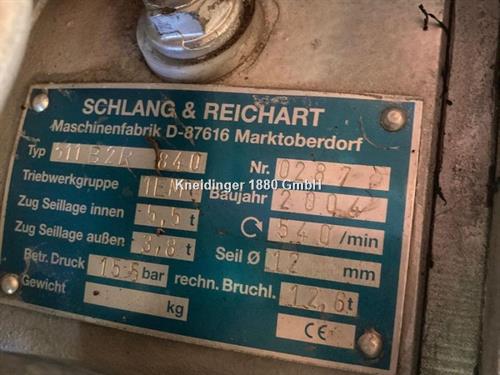 SCHLANG & REICHART
Maschinenfabrik D-87616 Marktoberdorf
Typ 840 Nr. 0287
Triebwerkgruppe Baujahr 2004
Kneidinger 1880 GmbH
Zug Seillage innen 5,5 t 540 /min
Zug Seillage außen 3,8 t Seil Ø 12 mm
Betr. Druck bar rechn. Bruchl. 12,6 t
Gewicht kg CE